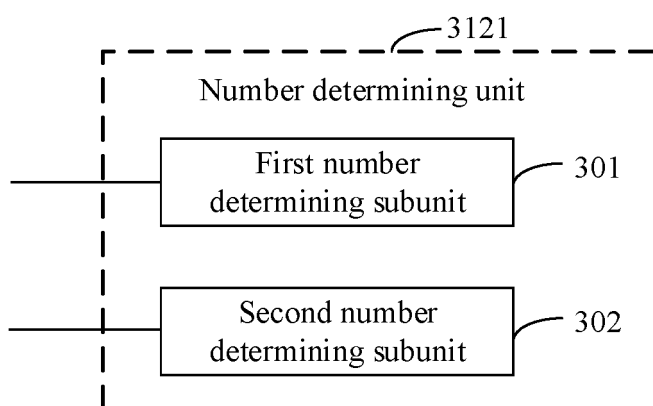 3121
Number determining unit
First number
determining subunit
301
Second number
determining subunit
302